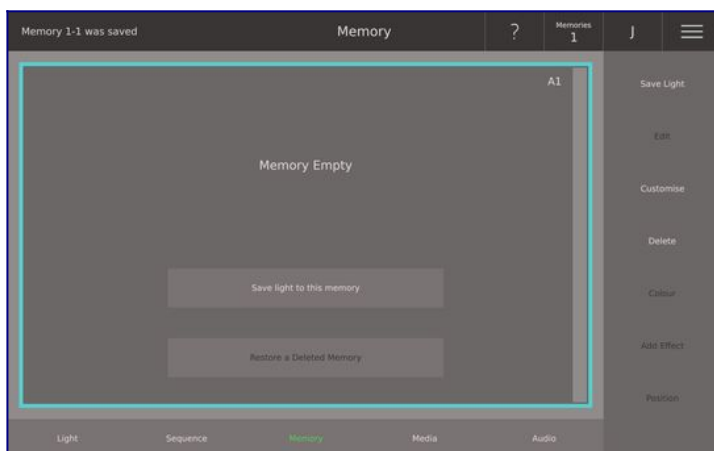 Memory 1-1 was saved
Memory
?
Memories
1
J
A1
Memory Empty
Save light to this memory
Restore a Deleted Memory
Save Light
Edit
Customise
Delete
Colour
Add Effect
Position
Light
Sequence
Memory
Media
Audio